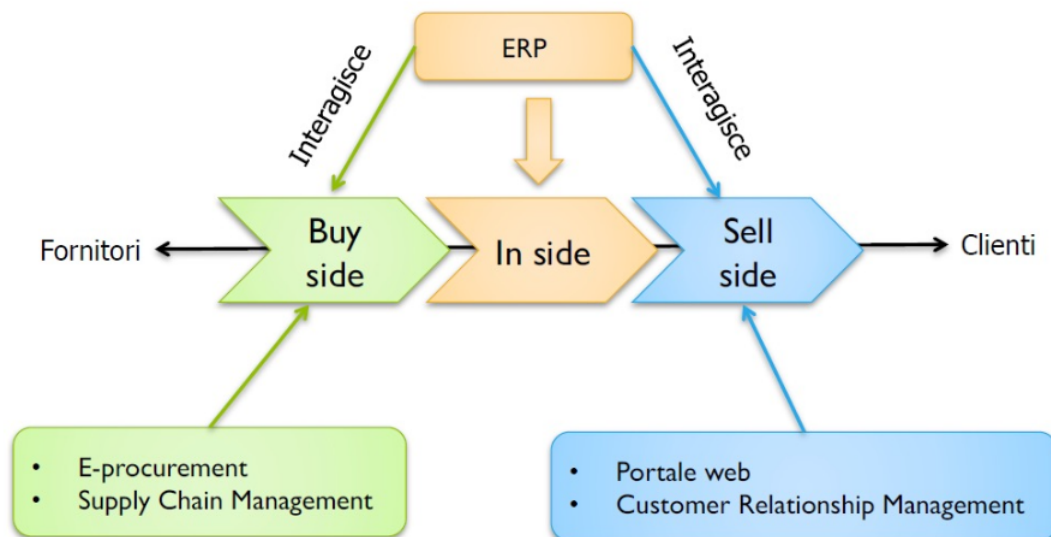 ERP
Interagisce
Interagisce
Fornitori
Buy
side
In side
Sell
side
Clienti
• E-procurement
• Supply Chain Management
• Portale web
• Customer Relationship Management